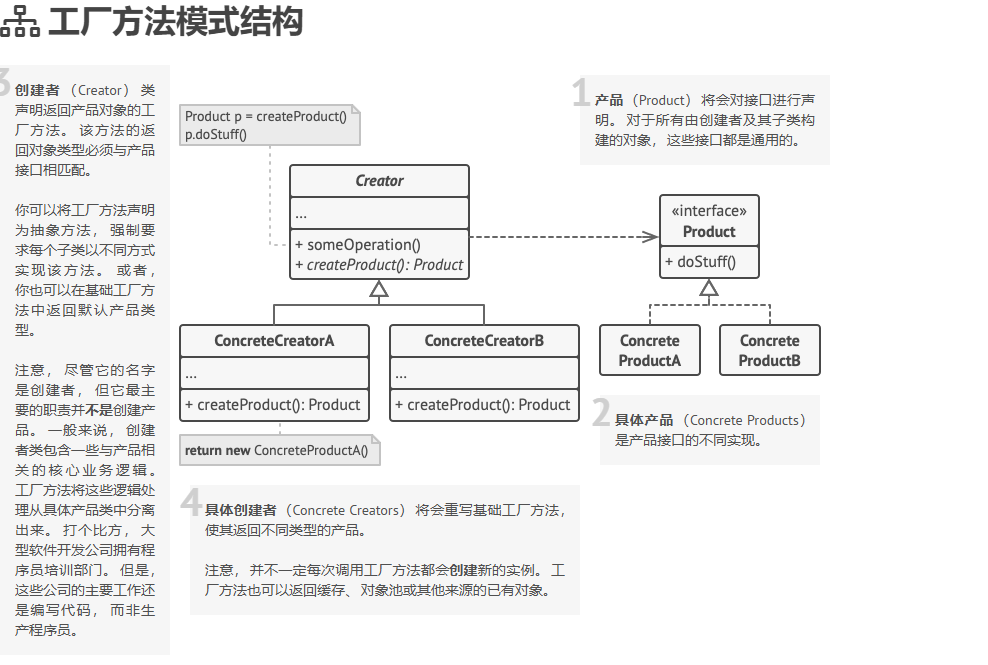 工厂方法模式结构
3
创建者 （Creator） 类
声明返回产品对象的工
厂方法。 该方法的返
回对象类型必须与产品
接口相匹配。
你可以将工厂方法声明
为抽象方法， 强制要
求每个子类以不同方式
实现该方法。 或者，
你也可以在基础工厂方
法中返回默认产品类
型。
注意， 尽管它的名字
是创建者， 但它最主
要的职责并不是创建产
品。 一般来说， 创建
者类包含一些与产品相
关的核心业务逻辑。
工厂方法将这些逻辑处
理从具体产品类中分离
出来。 打个比方， 大
型软件开发公司拥有程
序员培训部门。 但是，
这些公司的主要工作还
是编写代码， 而非生
产程序员。
Product p = createProduct()
p.doStuff()
Creator
...
+ someOperation()
+ createProduct(): Product
ConcreteCreatorA
...
+ createProduct(): Product
ConcreteCreatorB
...
+ createProduct(): Product
return new ConcreteProductA()
1
产品 （Product） 将会对接口进行声
明。 对于所有由创建者及其子类构
建的对象， 这些接口都是通用的。
«interface»
Product
+ doStuff()
Concrete
ProductA
Concrete
ProductB
2
具体产品 （Concrete Products）
是产品接口的不同实现。
4
具体创建者 （Concrete Creators） 将会重写基础工厂方法，
使其返回不同类型的产品。
注意， 并不一定每次调用工厂方法都会创建新的实例。 工
厂方法也可以返回缓存、 对象池或其他来源的已有对象。